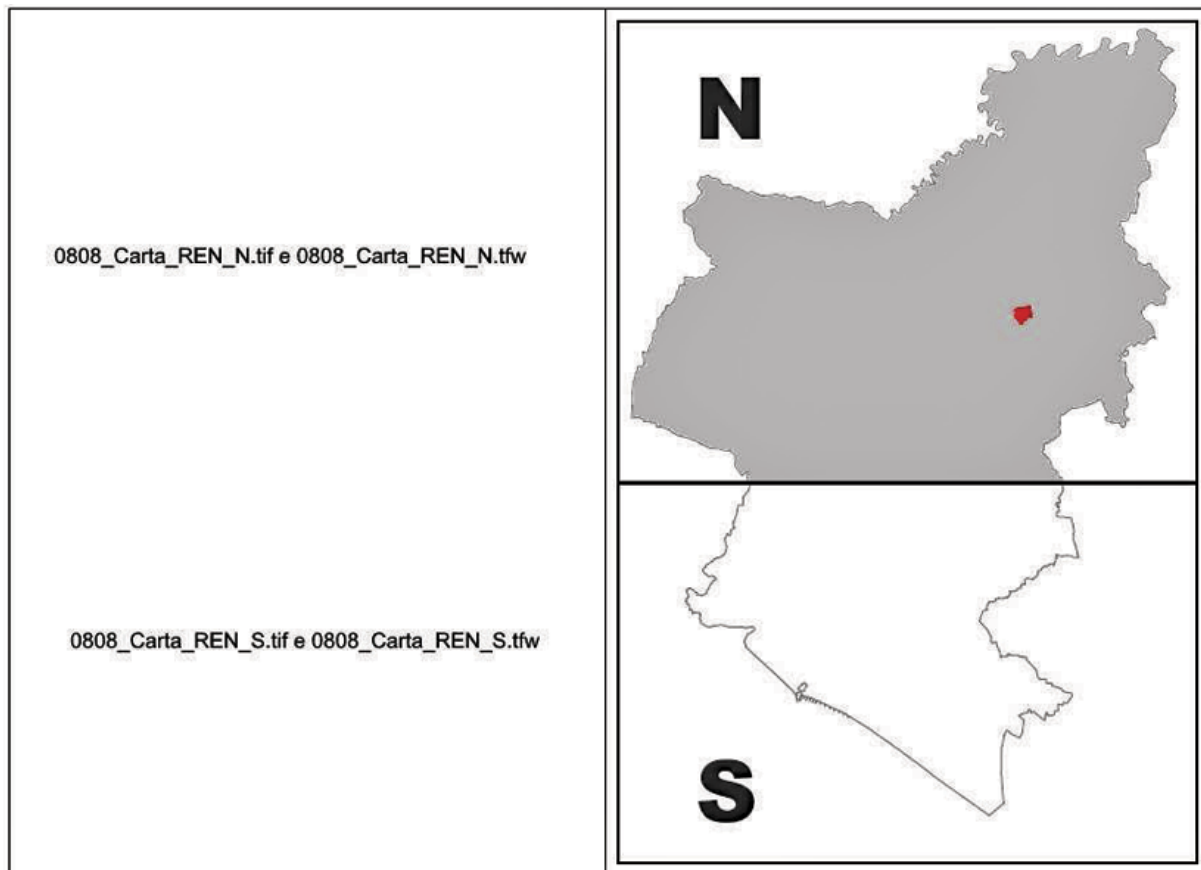 0808_Carta_REN_N.tif e 0808_Carta_REN_N.tfw
N
0808_Carta_REN_S.tif e 0808_Carta_REN_S.tfw
S